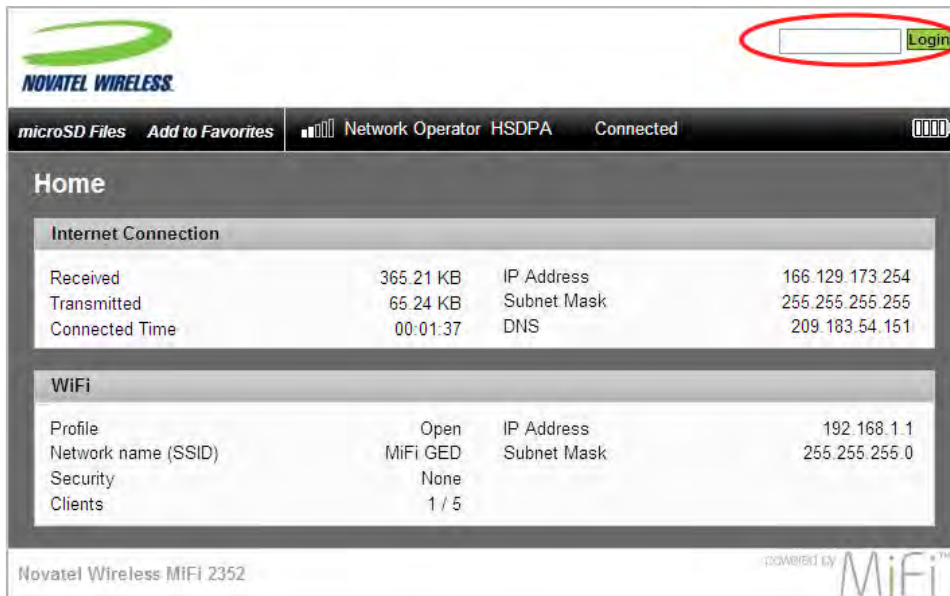 NOVATEL WIRELESS.
Login
microSD Files Add to Favorites Network Operator HSDPA Connected
Home
Internet Connection
Received 365.21 KB IP Address 166.129.173.254
Transmitted 65.24 KB Subnet Mask 255.255.255.255
Connected Time 00:01:37 DNS 209.183.54.151
WiFi
Profile Open IP Address 192.168.1.1
Network name (SSID) MiFi GED Subnet Mask 255.255.255.0
Security None
Clients 1 / 5
Novatel Wireless MiFi 2352 powered by MiFi™